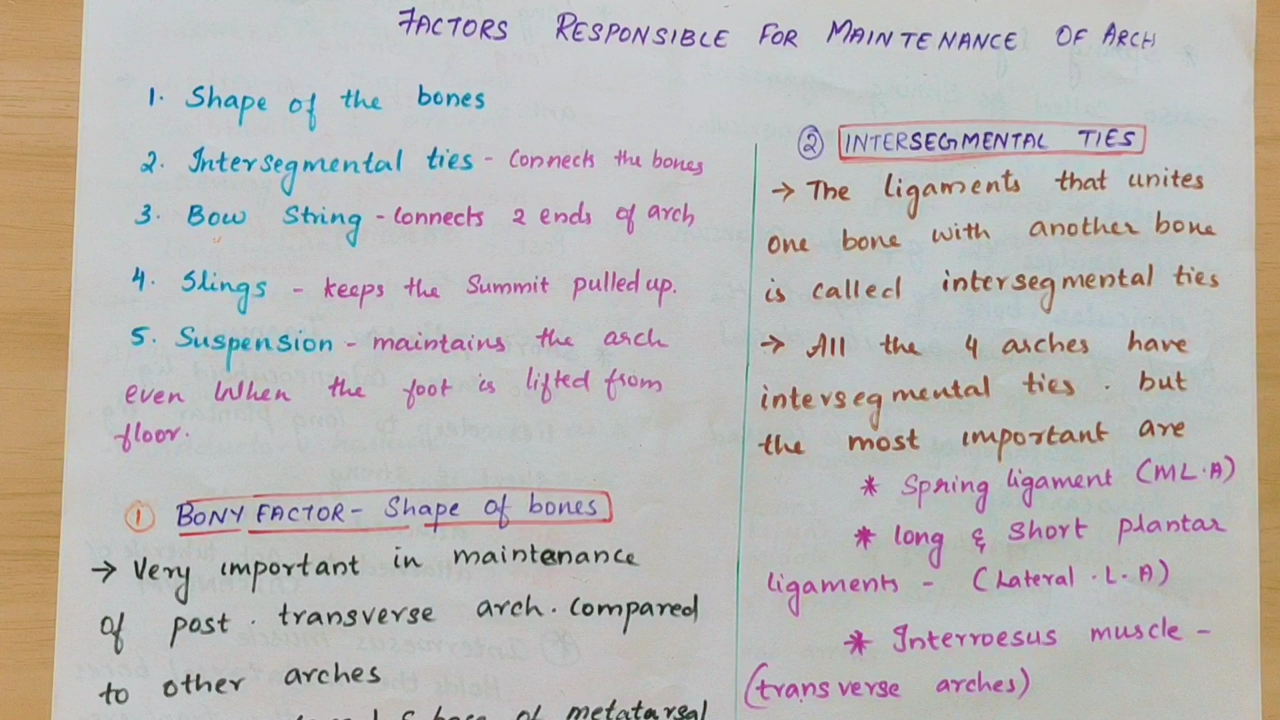 FACTORS RESPONSIBLE FOR MAINTENANCE OF ARCH
1. Shape of the bones
2. Intersegmental ties - Connects the bones
3. Bow String - Connects 2 ends of arch
4. Slings - keeps the Summit pulled up.
5. Suspension - maintains the arch
even When the foot is lifted from
floor.
① BONY FACTOR - Shape of bones
→ Very important in maintenance
of post. transverse arch. Compared
to other arches
base of metatarsal
② INTERSEGMENTAL TIES
→ The ligaments that unites
one bone with another bone
is called intersegmental ties
→ All the 4 arches have
intersegmental ties. but
the most important are
* Spring ligament (ML.A)
* long & Short plantar
ligaments - (Lateral.L.A)
* Interroesus muscle -
(transverse arches)